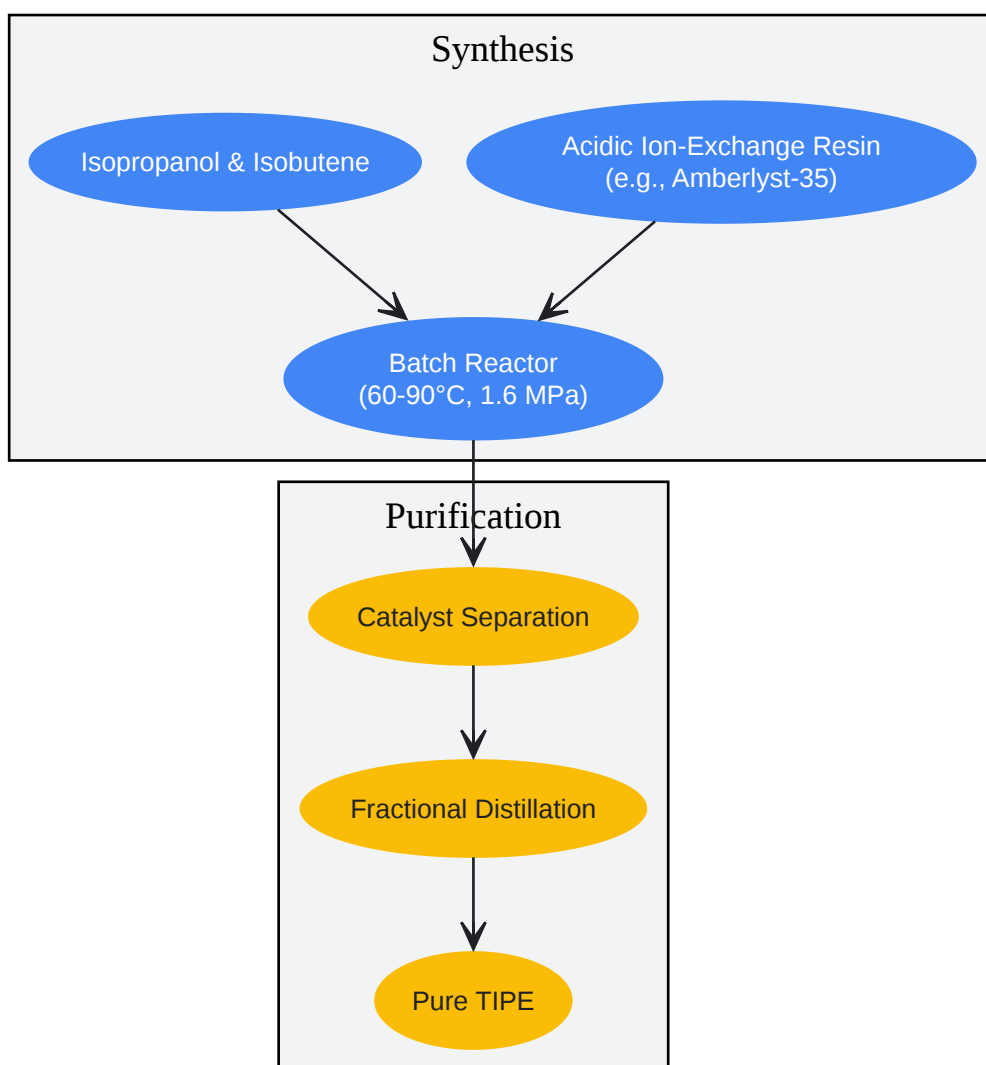 Synthesis
Isopropanol & Isobutene
Acidic Ion-Exchange Resin
(e.g., Amberlyst-35)
Batch Reactor
(60-90°C, 1.6 MPa)
Purification
Catalyst Separation
Fractional Distillation
Pure TIPE